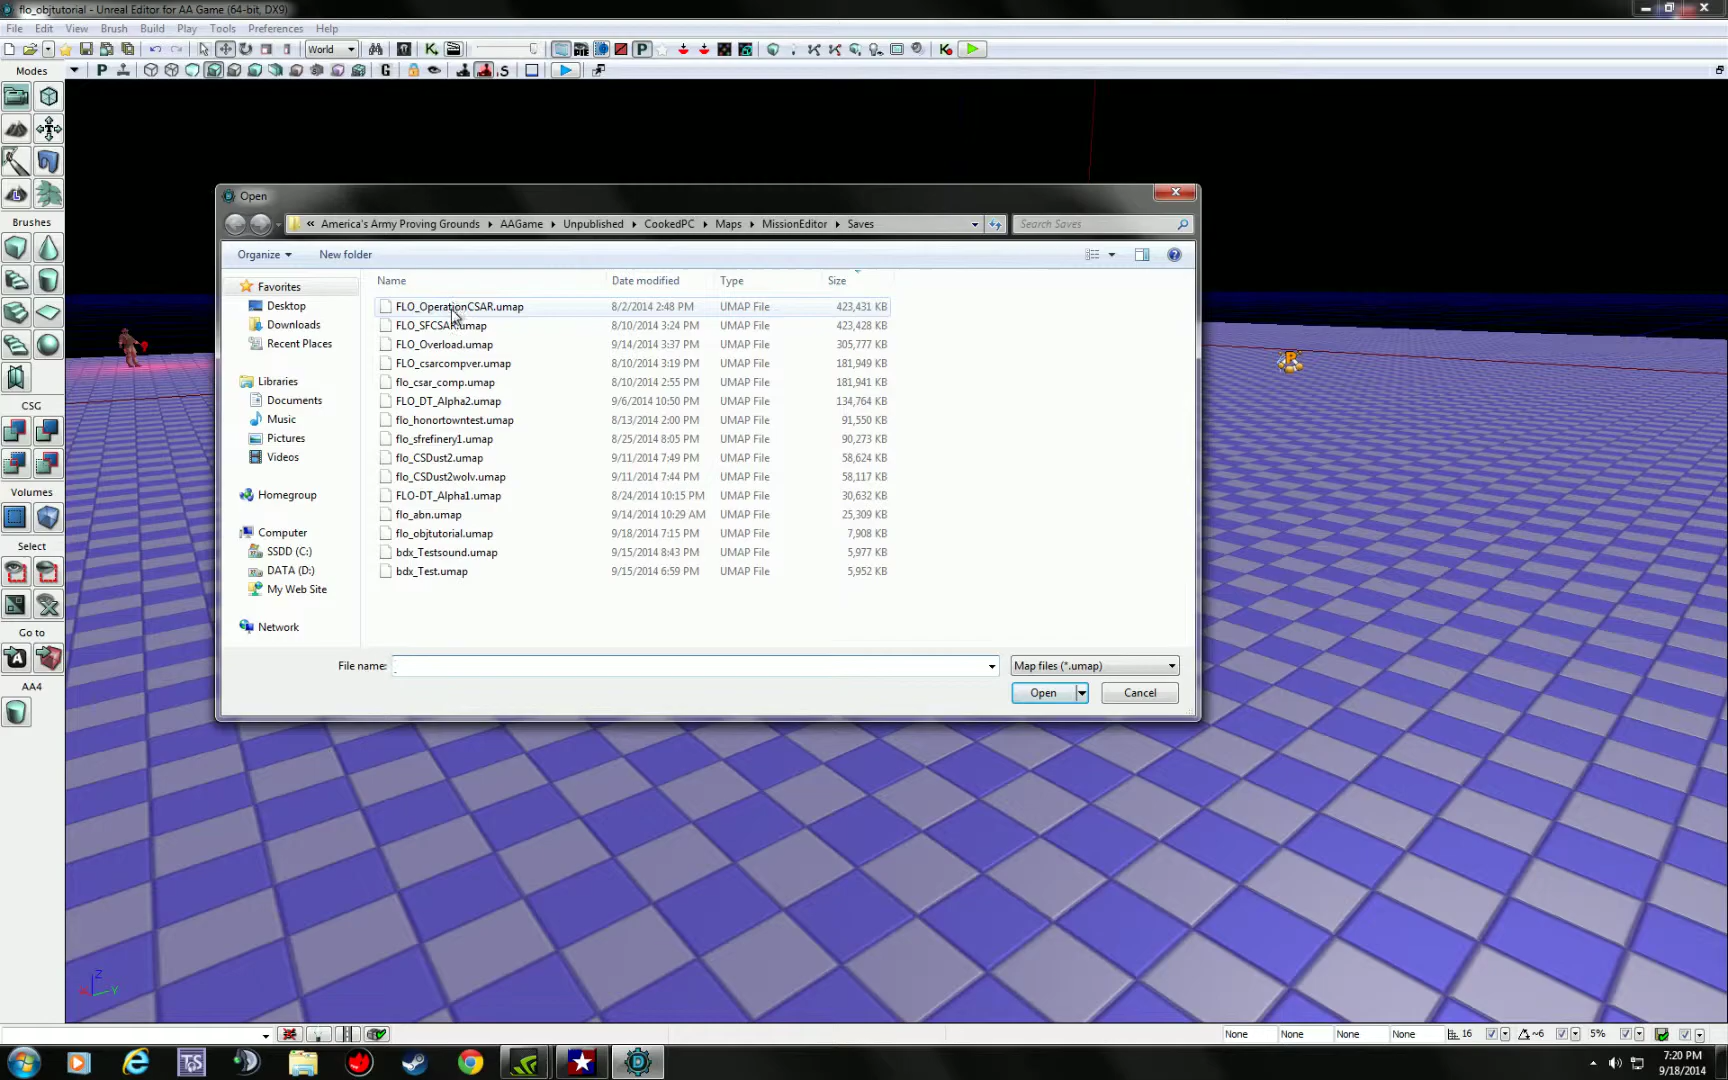 flo_objtutorial - Unreal Editor for AA Game (64-bit, DX9)
File Edit View Brush Build Play Tools Preferences Help
World
Modes
P G S
Open
« America's Army Proving Grounds AAGame Unpublished CookedPC Maps MissionEditor Saves
Search Saves
Organize New folder
Name Date modified Type Size
FLO_OperationCSAR.umap 8/2/2014 2:48 PM UMAP File 423,431 KB
FLO_SFCSAR.umap 8/10/2014 3:24 PM UMAP File 423,428 KB
FLO_Overload.umap 9/14/2014 3:37 PM UMAP File 305,777 KB
FLO_csarcompver.umap 8/10/2014 3:19 PM UMAP File 181,949 KB
flo_csar_comp.umap 8/10/2014 2:55 PM UMAP File 181,941 KB
FLO_DT_Alpha2.umap 9/6/2014 10:50 PM UMAP File 134,764 KB
flo_honortowntest.umap 8/13/2014 2:00 PM UMAP File 91,550 KB
flo_sfrefinery1.umap 8/25/2014 8:05 PM UMAP File 90,273 KB
flo_CSDust2.umap 9/11/2014 7:49 PM UMAP File 58,624 KB
flo_CSDust2wolv.umap 9/11/2014 7:44 PM UMAP File 58,117 KB
FLO-DT_Alpha1.umap 8/24/2014 10:15 PM UMAP File 30,632 KB
flo_abn.umap 9/14/2014 10:29 AM UMAP File 25,309 KB
flo_objtutorial.umap 9/18/2014 7:15 PM UMAP File 7,908 KB
bdx_Testsound.umap 9/15/2014 8:43 PM UMAP File 5,977 KB
bdx_Test.umap 9/15/2014 6:59 PM UMAP File 5,952 KB
Favorites
Desktop
Downloads
Recent Places
Libraries
Documents
Music
Pictures
Videos
Homegroup
Computer
SSDD (C:)
DATA (D:)
My Web Site
Network
File name:
Map files (*.umap)
Open Cancel
Brushes
CSG
Volumes
Select
Go to
AA4
P
Z
X
Y
None None None None 16 ~6 5%
TS
7:20 PM
9/18/2014